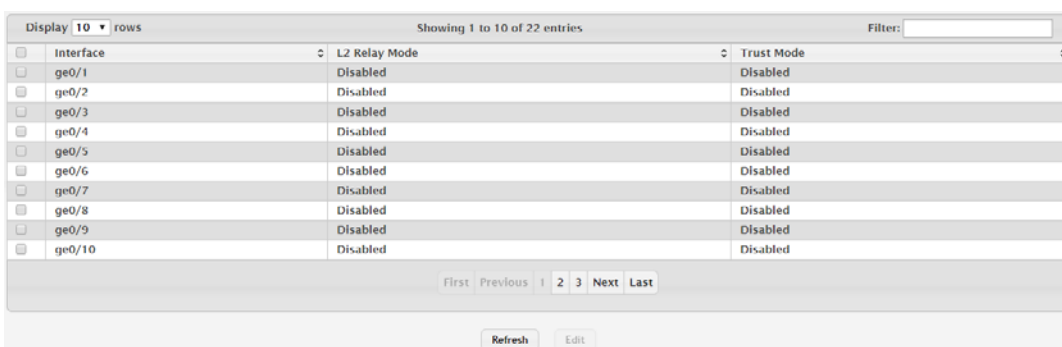 Display 10 rows Showing 1 to 10 of 22 entries Filter:
Interface L2 Relay Mode Trust Mode
ge0/1 Disabled Disabled
ge0/2 Disabled Disabled
ge0/3 Disabled Disabled
ge0/4 Disabled Disabled
ge0/5 Disabled Disabled
ge0/6 Disabled Disabled
ge0/7 Disabled Disabled
ge0/8 Disabled Disabled
ge0/9 Disabled Disabled
ge0/10 Disabled Disabled
First Previous 1 2 3 Next Last
Refresh Edit